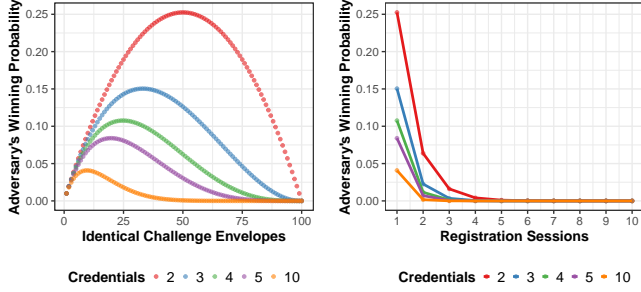 Adversary's Winning Probability
0.25
0.20
0.15
0.10
0.05
0.00
0 25 50 75 100
Identical Challenge Envelopes
Credentials 2 3 4 5 10
Adversary's Winning Probability
0.25
0.20
0.15
0.10
0.05
0.00
1 2 3 4 5 6 7 8 9 10
Registration Sessions
Credentials 2 3 4 5 10